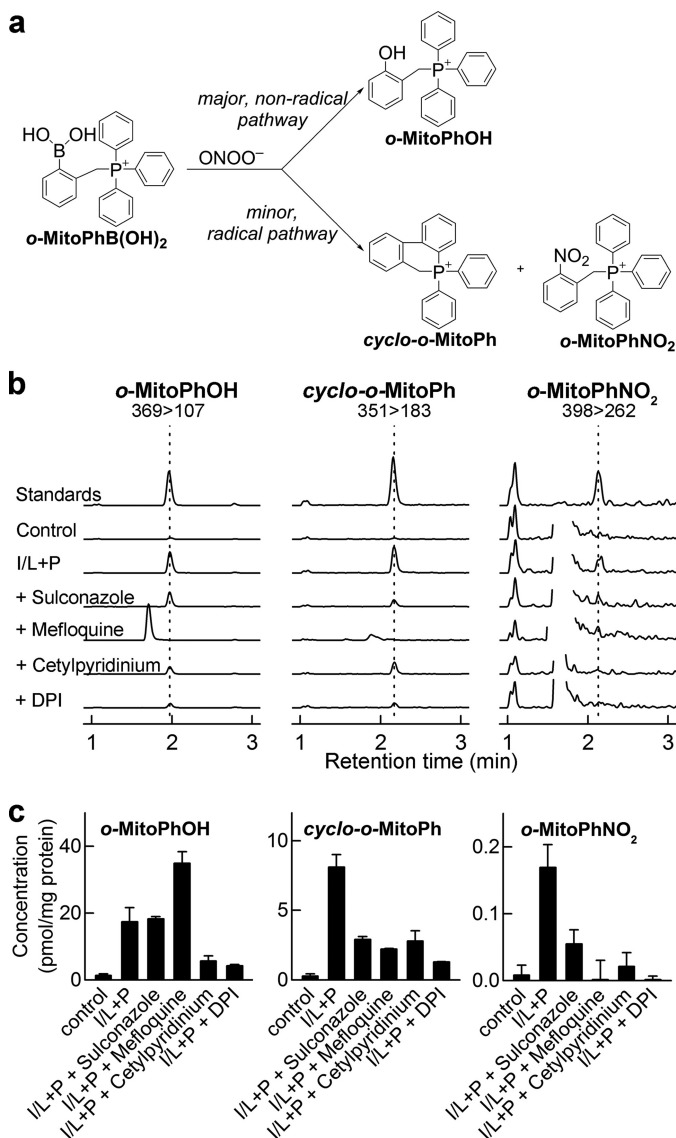 a
OH
P+
o-MitoPhOH
major, non-radical
pathway
HO OH
B
P+
ONOO−
o-MitoPhB(OH)2
minor,
radical pathway
P+
+
NO2
P+
cyclo-o-MitoPh
o-MitoPhNO2
b
o-MitoPhOH
369>107
cyclo-o-MitoPh
351>183
o-MitoPhNO2
398>262
Standards
Control
I/L+P
+ Sulconazole
+ Mefloquine
+ Cetylpyridinium
+ DPI
1 2 3 1 2 3 1 2 3
Retention time (min)
c
Concentration
(pmol/mg protein)
o-MitoPhOH
40
20
0
control
I/L+P
I/L+P + Sulconazole
I/L+P + Mefloquine
I/L+P + Cetylpyridinium
I/L+P + DPI
cyclo-o-MitoPh
10
5
0
control
I/L+P
I/L+P + Sulconazole
I/L+P + Mefloquine
I/L+P + Cetylpyridinium
I/L+P + DPI
o-MitoPhNO2
0.2
0.1
0.0
control
I/L+P
I/L+P + Sulconazole
I/L+P + Mefloquine
I/L+P + Cetylpyridinium
I/L+P + DPI